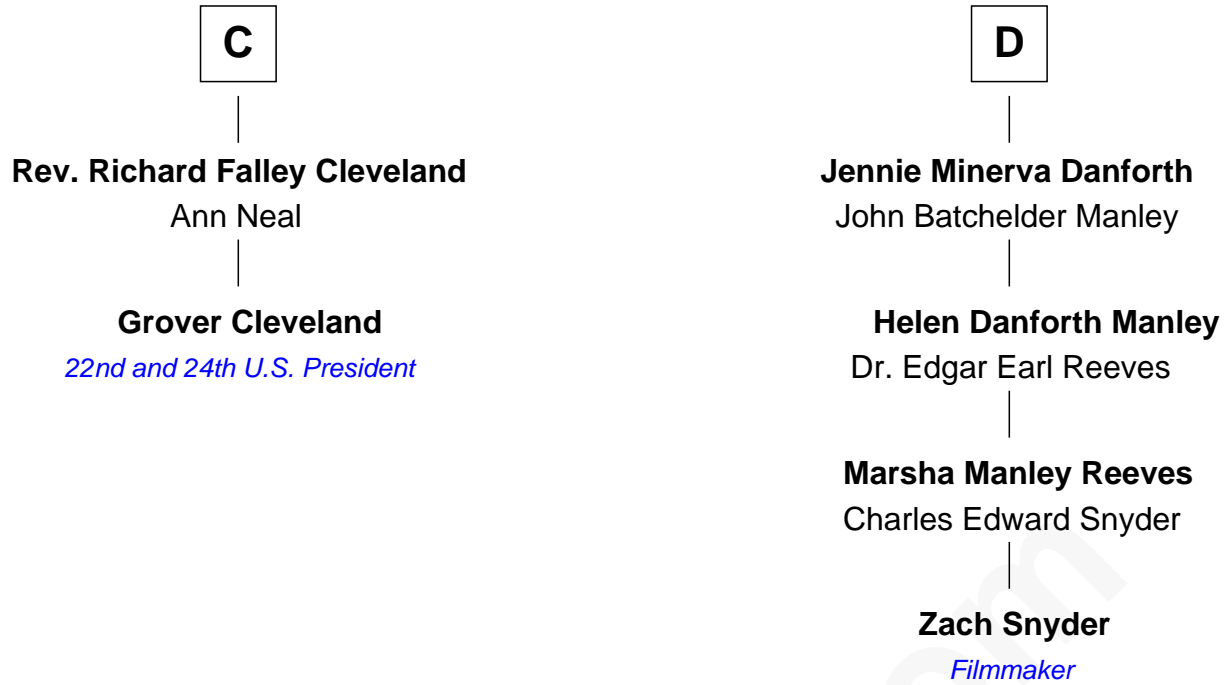 C
Rev. Richard Falley Cleveland
Ann Neal
Grover Cleveland
22nd and 24th U.S. President
D
Jennie Minerva Danforth
John Batchelder Manley
Helen Danforth Manley
Dr. Edgar Earl Reeves
Marsha Manley Reeves
Charles Edward Snyder
Zach Snyder
Filmmaker